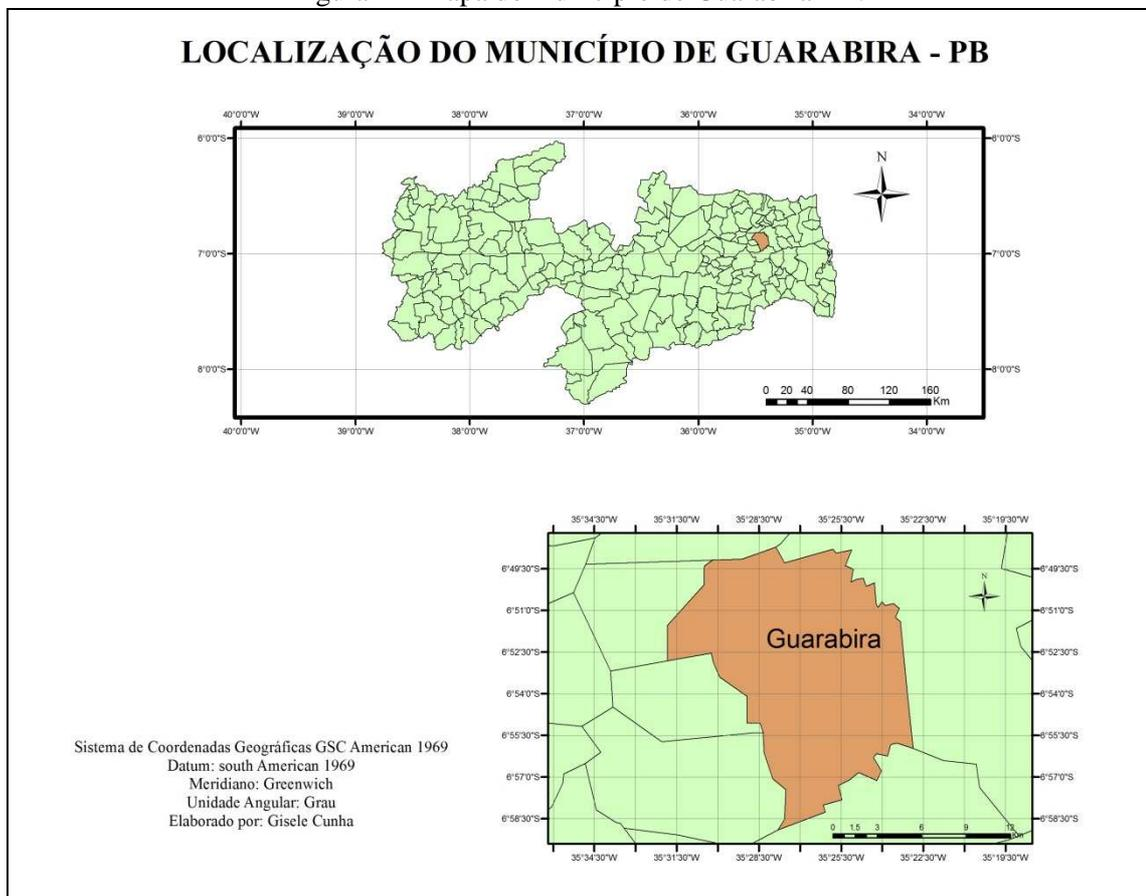 LOCALIZAÇÃO DO MUNICÍPIO DE GUARABIRA - PB
40°0'0"W 39°0'0"W 38°0'0"W 37°0'0"W 36°0'0"W 35°0'0"W 34°0'0"W
6°0'0"S 6°0'0"S
N
7°0'0"S 7°0'0"S
8°0'0"S 8°0'0"S
0 20 40 80 120 160
Km
40°0'0"W 39°0'0"W 38°0'0"W 37°0'0"W 36°0'0"W 35°0'0"W 34°0'0"W
35°34'30"W 35°31'30"W 35°28'30"W 35°25'30"W 35°22'30"W 35°19'30"W
6°49'30"S 6°49'30"S
N
6°51'0"S 6°51'0"S
Guarabira
6°52'30"S 6°52'30"S
6°54'0"S 6°54'0"S
6°55'30"S 6°55'30"S
6°57'0"S 6°57'0"S
6°58'30"S 6°58'30"S
0 1,5 3 6 9 12
Km
35°34'30"W 35°31'30"W 35°28'30"W 35°25'30"W 35°22'30"W 35°19'30"W
Sistema de Coordenadas Geográficas GSC American 1969
Datum: south American 1969
Meridiano: Greenwich
Unidade Angular: Grau
Elaborado por: Gisele Cunha